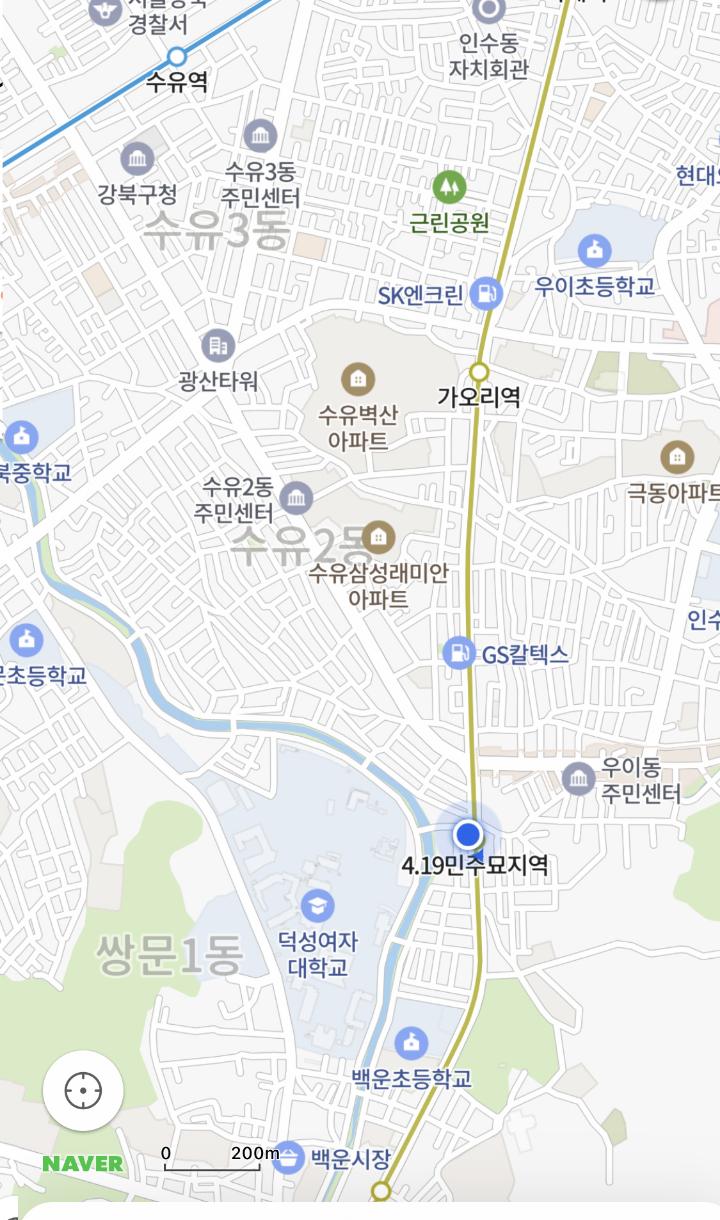 경찰서
수유역
인수동
자치회관
강북구청
수유3동
주민센터
수유3동
근린공원
SK엔크린
우이초등학교
광산타워
가오리역
수유벽산
아파트
북중학교
극동아파트
수유2동
주민센터
수유2동
수유삼성래미안
아파트
GS칼텍스
초등학교
우이동
주민센터
4.19민주묘지역
덕성여자
대학교
쌍문1동
백운초등학교
0
200m
NAVER
백운시장